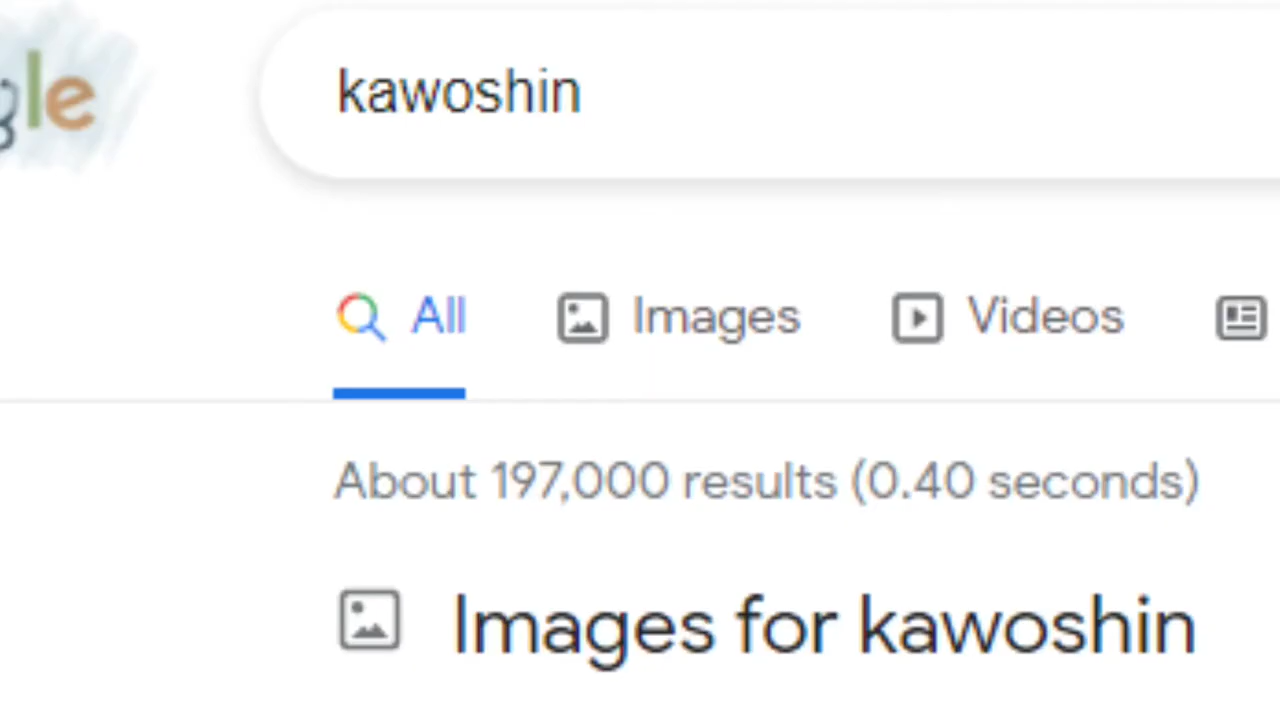 gle
kawoshin
All Images Videos
About 197,000 results (0.40 seconds)
Images for kawoshin